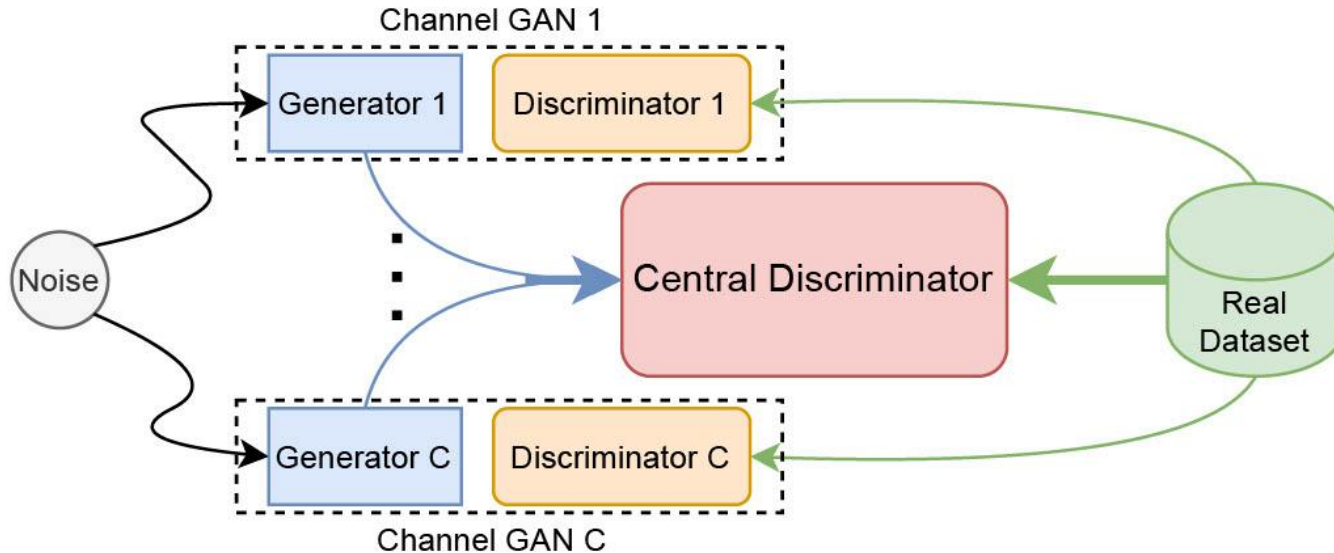 Channel GAN 1
Generator 1
Discriminator 1
Noise
Central Discriminator
Real
Dataset
Generator C
Discriminator C
Channel GAN C